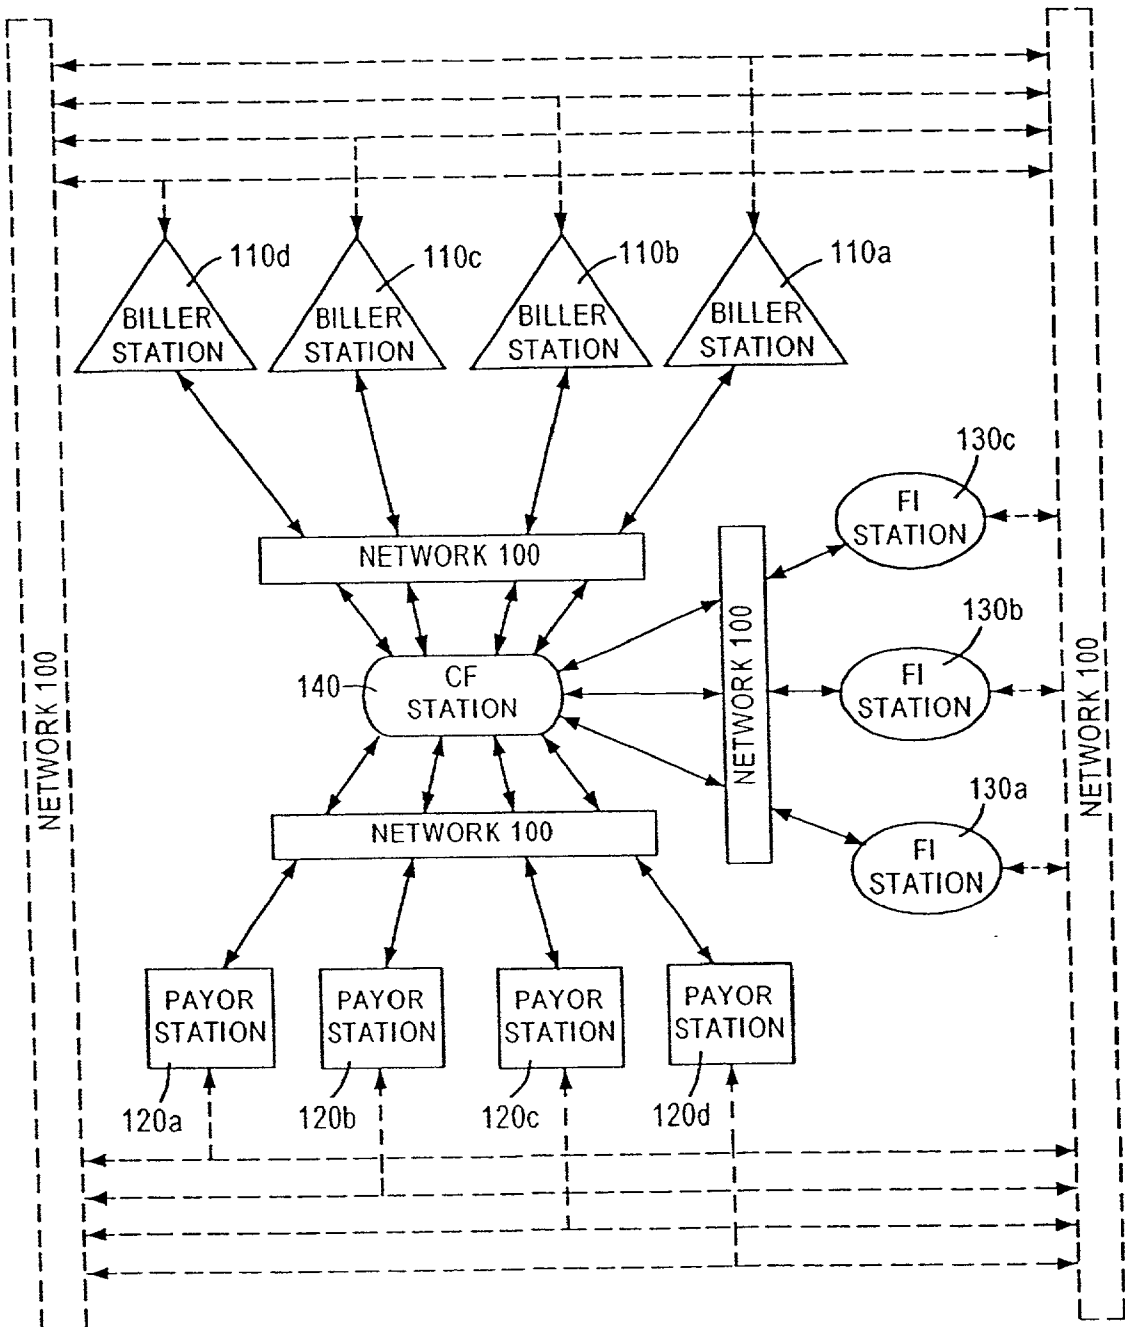 110d
110c
110b
110a
BILLER
STATION
BILLER
STATION
BILLER
STATION
BILLER
STATION
130c
FI
STATION
NETWORK 100
130b
FI
STATION
NETWORK 100
140
CF
STATION
NETWORK 100
NETWORK 100
NETWORK 100
130a
FI
STATION
NETWORK 100
PAYOR
STATION
PAYOR
STATION
PAYOR
STATION
PAYOR
STATION
120a
120b
120c
120d